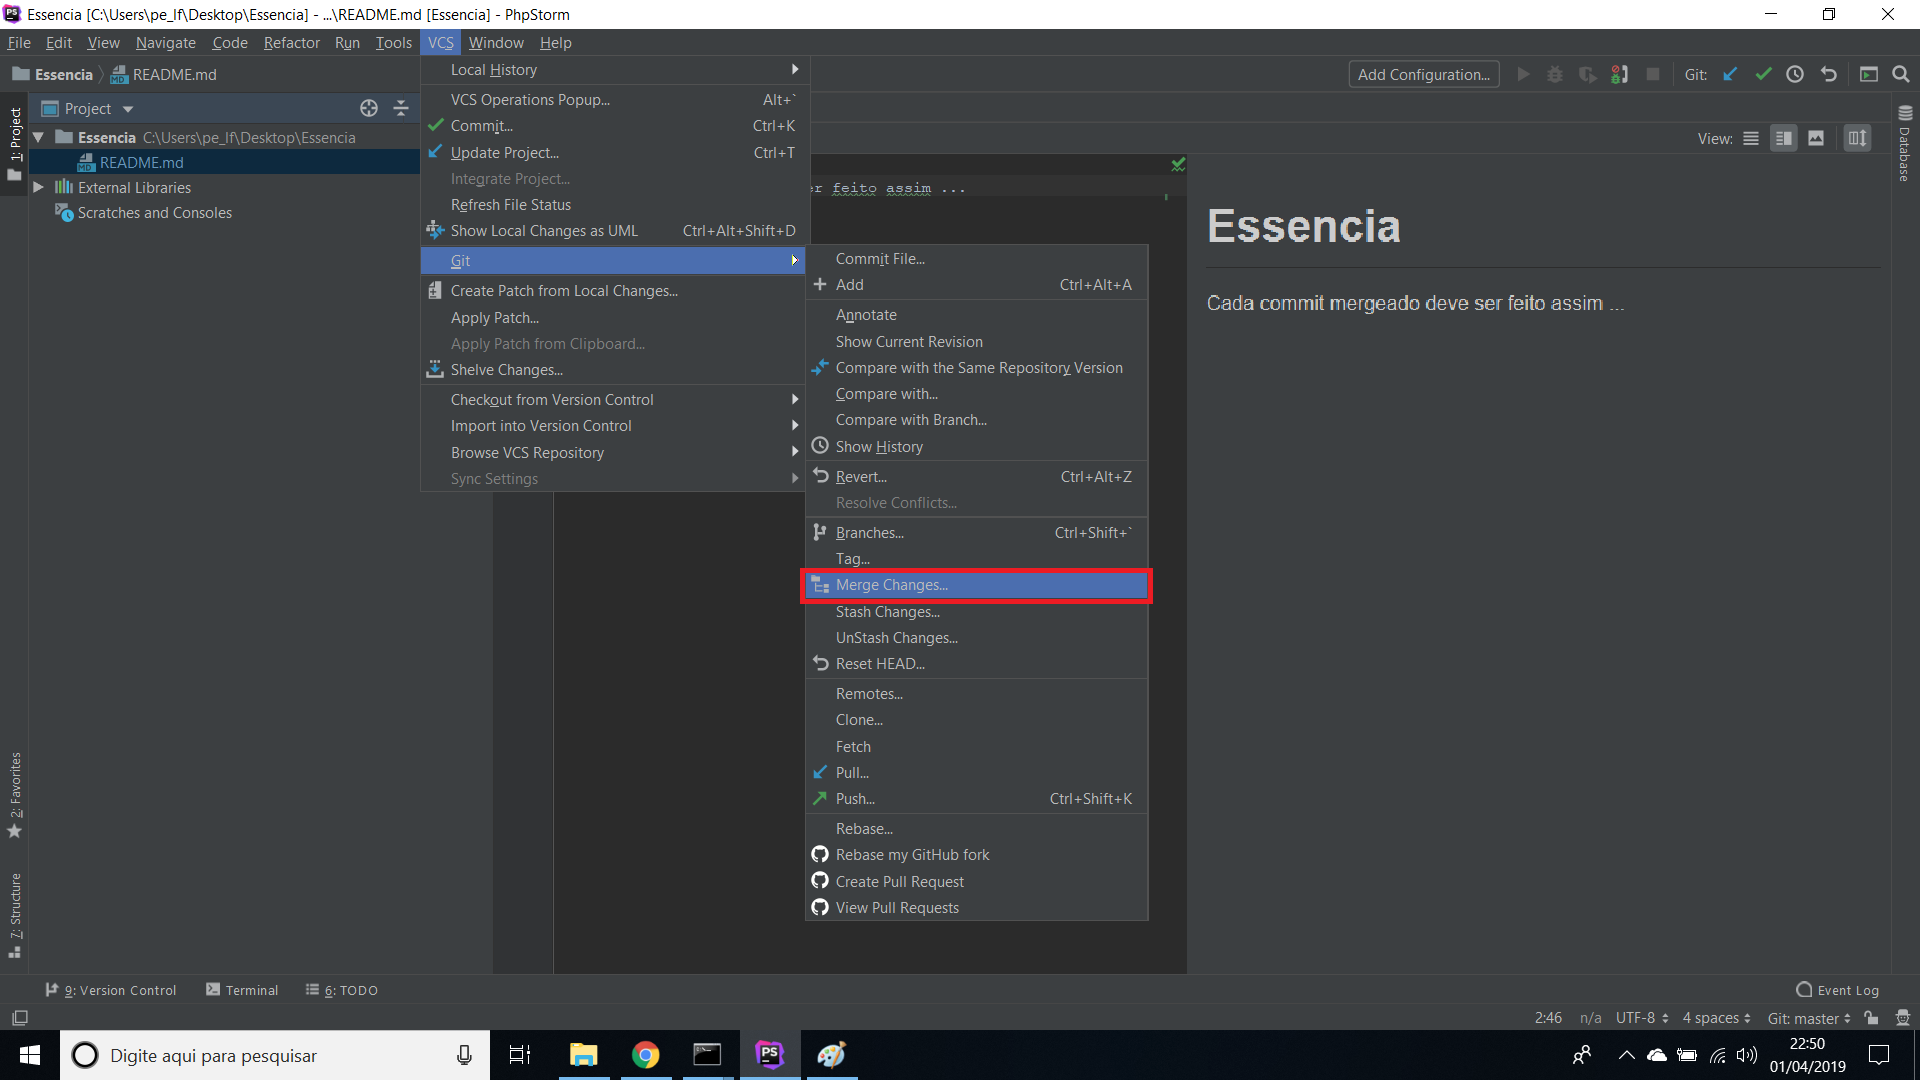 Essencia [C:\Users\pe_lf\Desktop\Essencia] - ...\README.md [Essencia] - PhpStorm
File Edit View Navigate Code Refactor Run Tools VCS Window Help
Essencia README.md
Add Configuration...
Git:
Project
1: Project
Essencia C:\Users\pe_lf\Desktop\Essencia
README.md
External Libraries
Scratches and Consoles
2: Favorites
7: Structure
Local History
VCS Operations Popup... Alt+`
Commit... Ctrl+K
Update Project... Ctrl+T
Integrate Project...
Refresh File Status
Show Local Changes as UML Ctrl+Alt+Shift+D
Git
Create Patch from Local Changes...
Apply Patch...
Apply Patch from Clipboard...
Shelve Changes...
Checkout from Version Control
Import into Version Control
Browse VCS Repository
Sync Settings
Commit File...
Add Ctrl+Alt+A
Annotate
Show Current Revision
Compare with the Same Repository Version
Compare with...
Compare with Branch...
Show History
Revert... Ctrl+Alt+Z
Resolve Conflicts...
Branches... Ctrl+Shift+`
Tag...
Merge Changes...
Stash Changes...
UnStash Changes...
Reset HEAD...
Remotes...
Clone...
Fetch
Pull...
Push... Ctrl+Shift+K
Rebase...
Rebase my GitHub fork
Create Pull Request
View Pull Requests
er feito assim ...
View:
Database
Essencia
Cada commit mergeado deve ser feito assim ...
9: Version Control Terminal 6: TODO
Event Log
2:46 n/a UTF-8 4 spaces Git: master
Digite aqui para pesquisar
22:50
01/04/2019